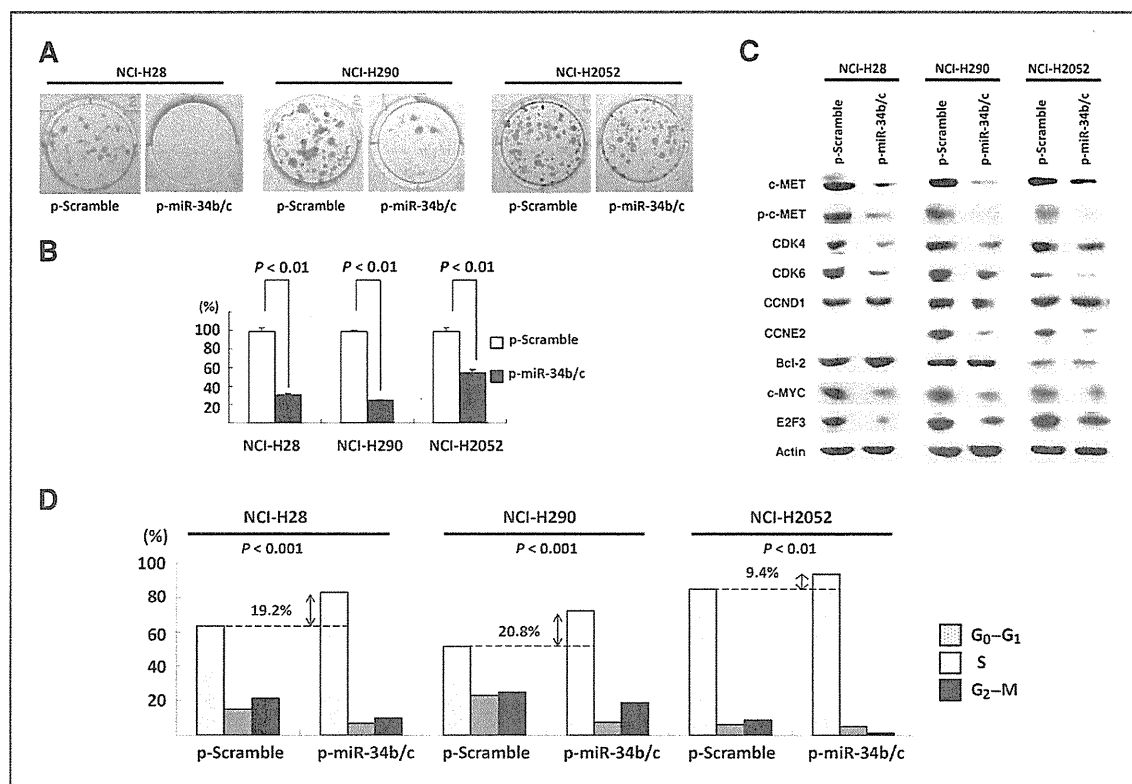 A
NCI-H28 NCI-H290 NCI-H2052
p-Scramble p-miR-34b/c p-Scramble p-miR-34b/c p-Scramble p-miR-34b/c
B
P < 0.01 P < 0.01 P < 0.01
(%)
100
80
60
40
20
p-Scramble
p-miR-34b/c
NCI-H28 NCI-H290 NCI-H2052
C
NCI-H28 NCI-H290 NCI-H2052
p-Scramble p-miR-34b/c p-Scramble p-miR-34b/c p-Scramble p-miR-34b/c
c-MET
p-c-MET
CDK4
CDK6
CCND1
CCNE2
Bcl-2
c-MYC
E2F3
Actin
D
NCI-H28 NCI-H290 NCI-H2052
(%)
P < 0.001 P < 0.001 P < 0.01
100
80
60
40
20
19.2% 20.8% 9.4%
p-Scramble p-miR-34b/c p-Scramble p-miR-34b/c p-Scramble p-miR-34b/c
G0–G1
S
G2–M